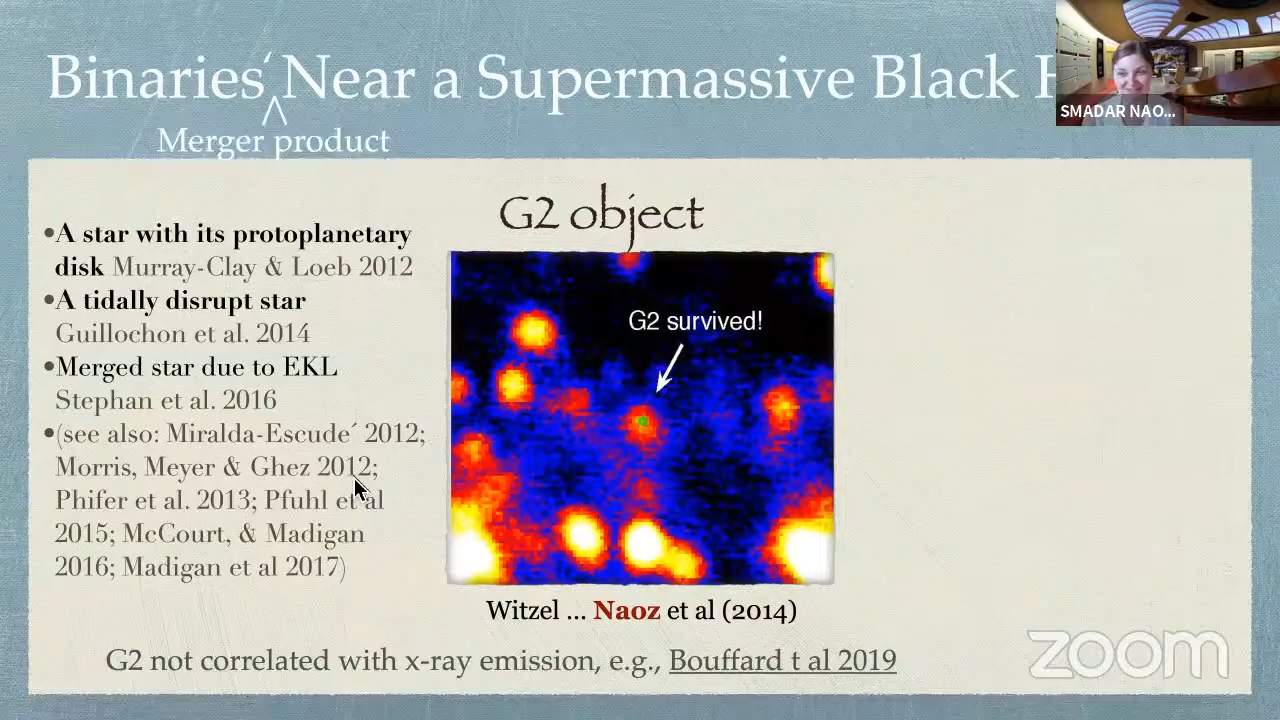 Binaries´ Near a Supermassive Black
Merger product
SMADAR NAO...
G2 object
•A star with its protoplanetary
disk Murray-Clay & Loeb 2012
•A tidally disrupt star
Guillochon et al. 2014
•Merged star due to EKL
Stephan et al. 2016
•(see also: Miralda-Escude´ 2012;
Morris, Meyer & Ghez 2012;
Phifer et al. 2013; Pfuhl et al
2015; McCourt, & Madigan
2016; Madigan et al 2017)
G2 survived!
Witzel ... Naoz et al (2014)
G2 not correlated with x-ray emission, e.g., Bouffard t al 2019
zoom